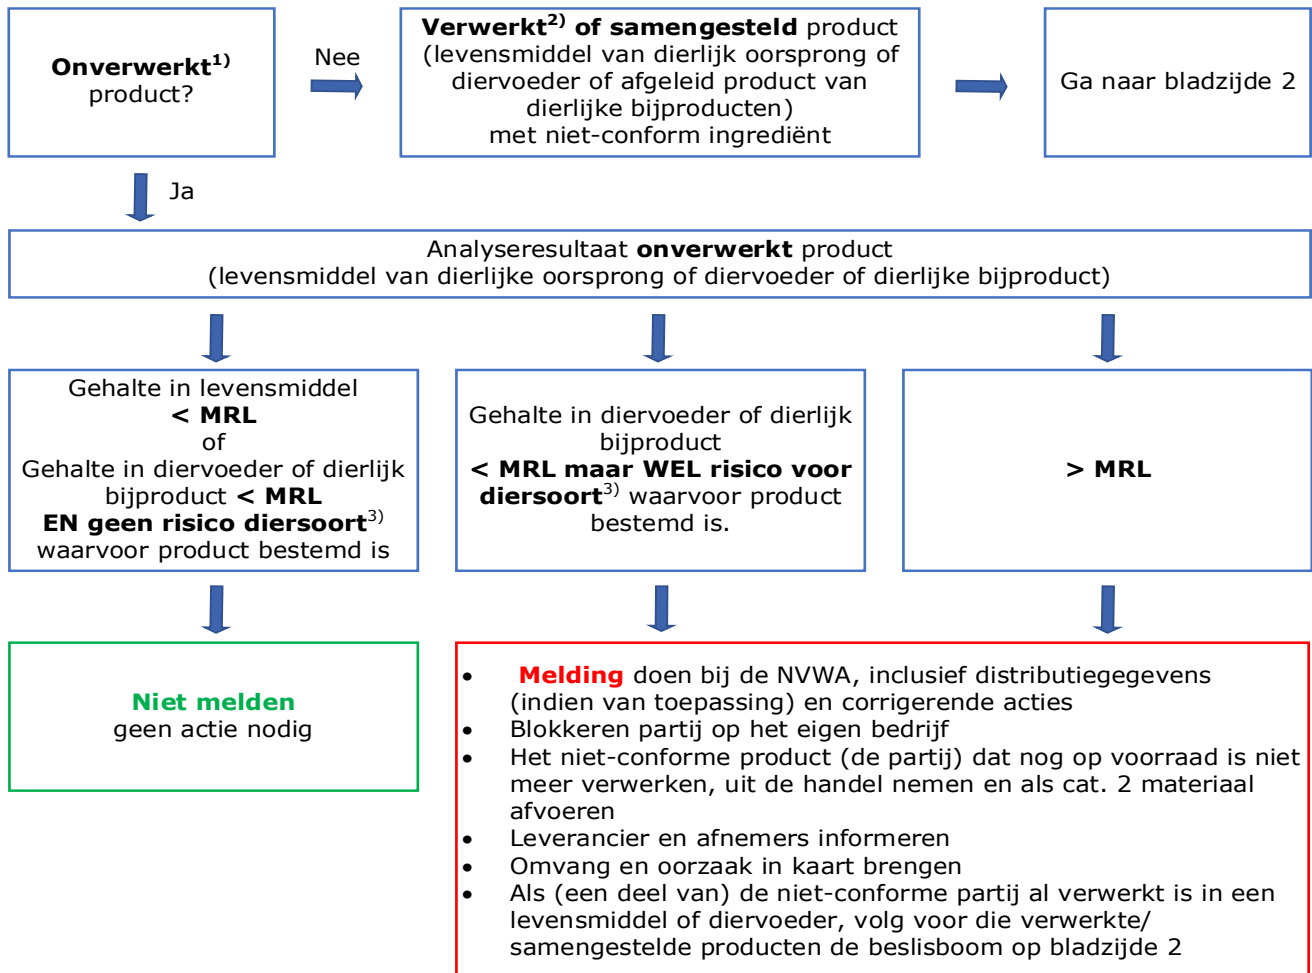 Onverwerkt1)
product?
Nee
Verwerkt2) of samengesteld product
(levensmiddel van dierlijk oorsprong of
diervoeder of afgeleid product van
dierlijke bijproducten)
met niet-conform ingrediënt
Ga naar bladzijde 2
Ja
Analyseresultaat onverwerkt product
(levensmiddel van dierlijke oorsprong of diervoeder of dierlijke bijproduct)
Gehalte in levensmiddel
< MRL
of
Gehalte in diervoeder of dierlijk
bijproduct < MRL
EN geen risico diersoort3)
waarvoor product bestemd is
Gehalte in diervoeder of dierlijk
bijproduct
< MRL maar WEL risico voor
diersoort3) waarvoor product
bestemd is.
> MRL
Niet melden
geen actie nodig
• Melding doen bij de NVWA, inclusief distributiegegevens
(indien van toepassing) en corrigerende acties
• Blokkeren partij op het eigen bedrijf
• Het niet-conforme product (de partij) dat nog op voorraad is niet
meer verwerken, uit de handel nemen en als cat. 2 materiaal
afvoeren
• Leverancier en afnemers informeren
• Omvang en oorzaak in kaart brengen
• Als (een deel van) de niet-conforme partij al verwerkt is in een
levensmiddel of diervoeder, volg voor die verwerkte/
samengestelde producten de beslisboom op bladzijde 2